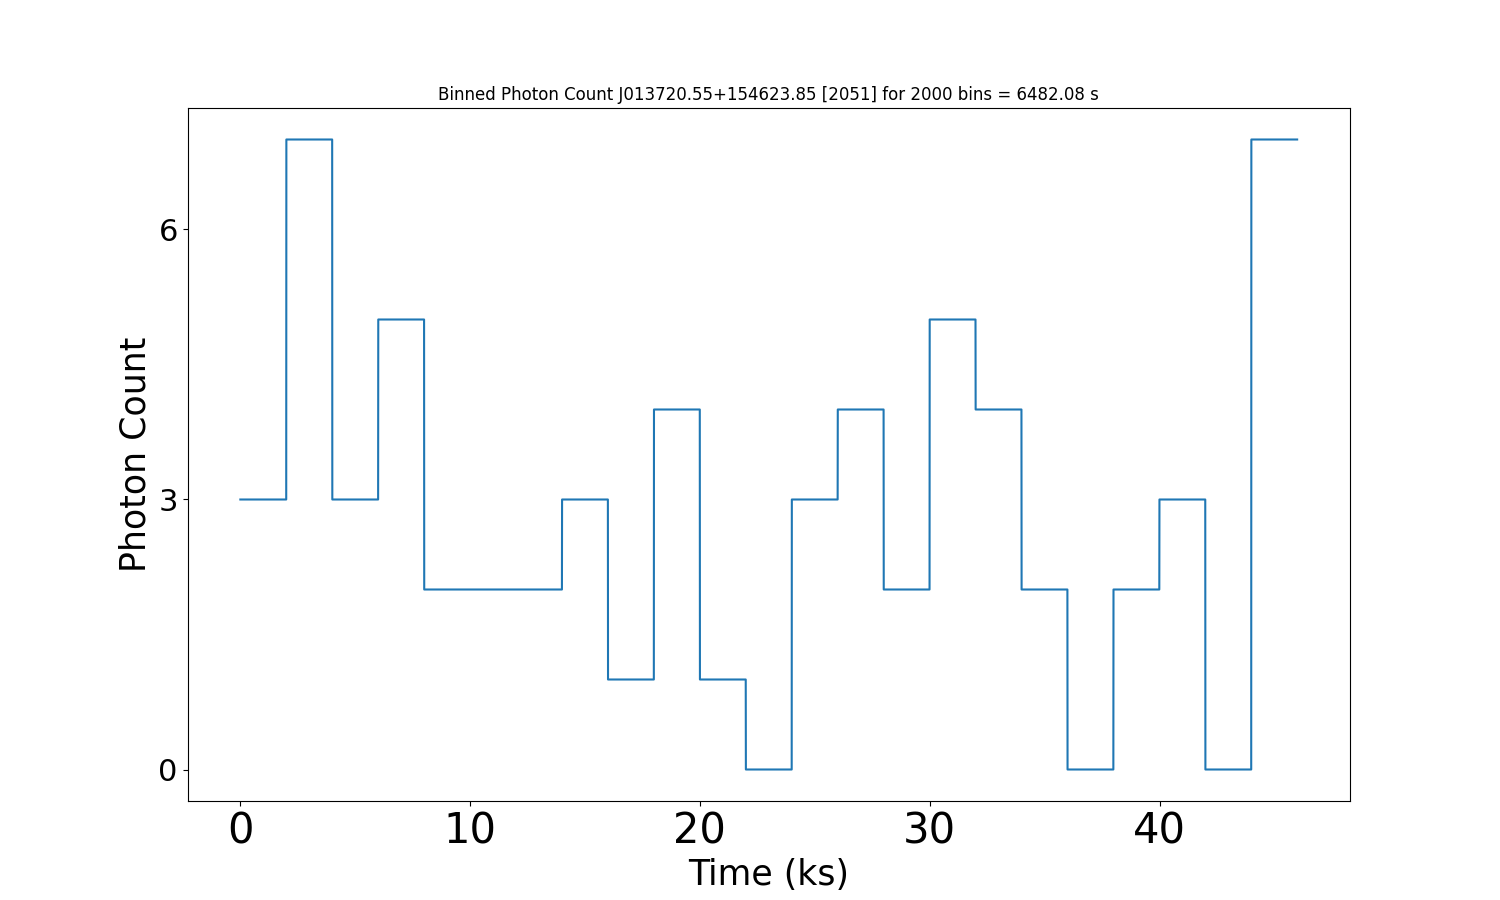 Binned Photon Count J013720.55+154623.85 [2051] for 2000 bins = 6482.08 s
6
3
0
Photon Count
0 10 20 30 40
Time (ks)